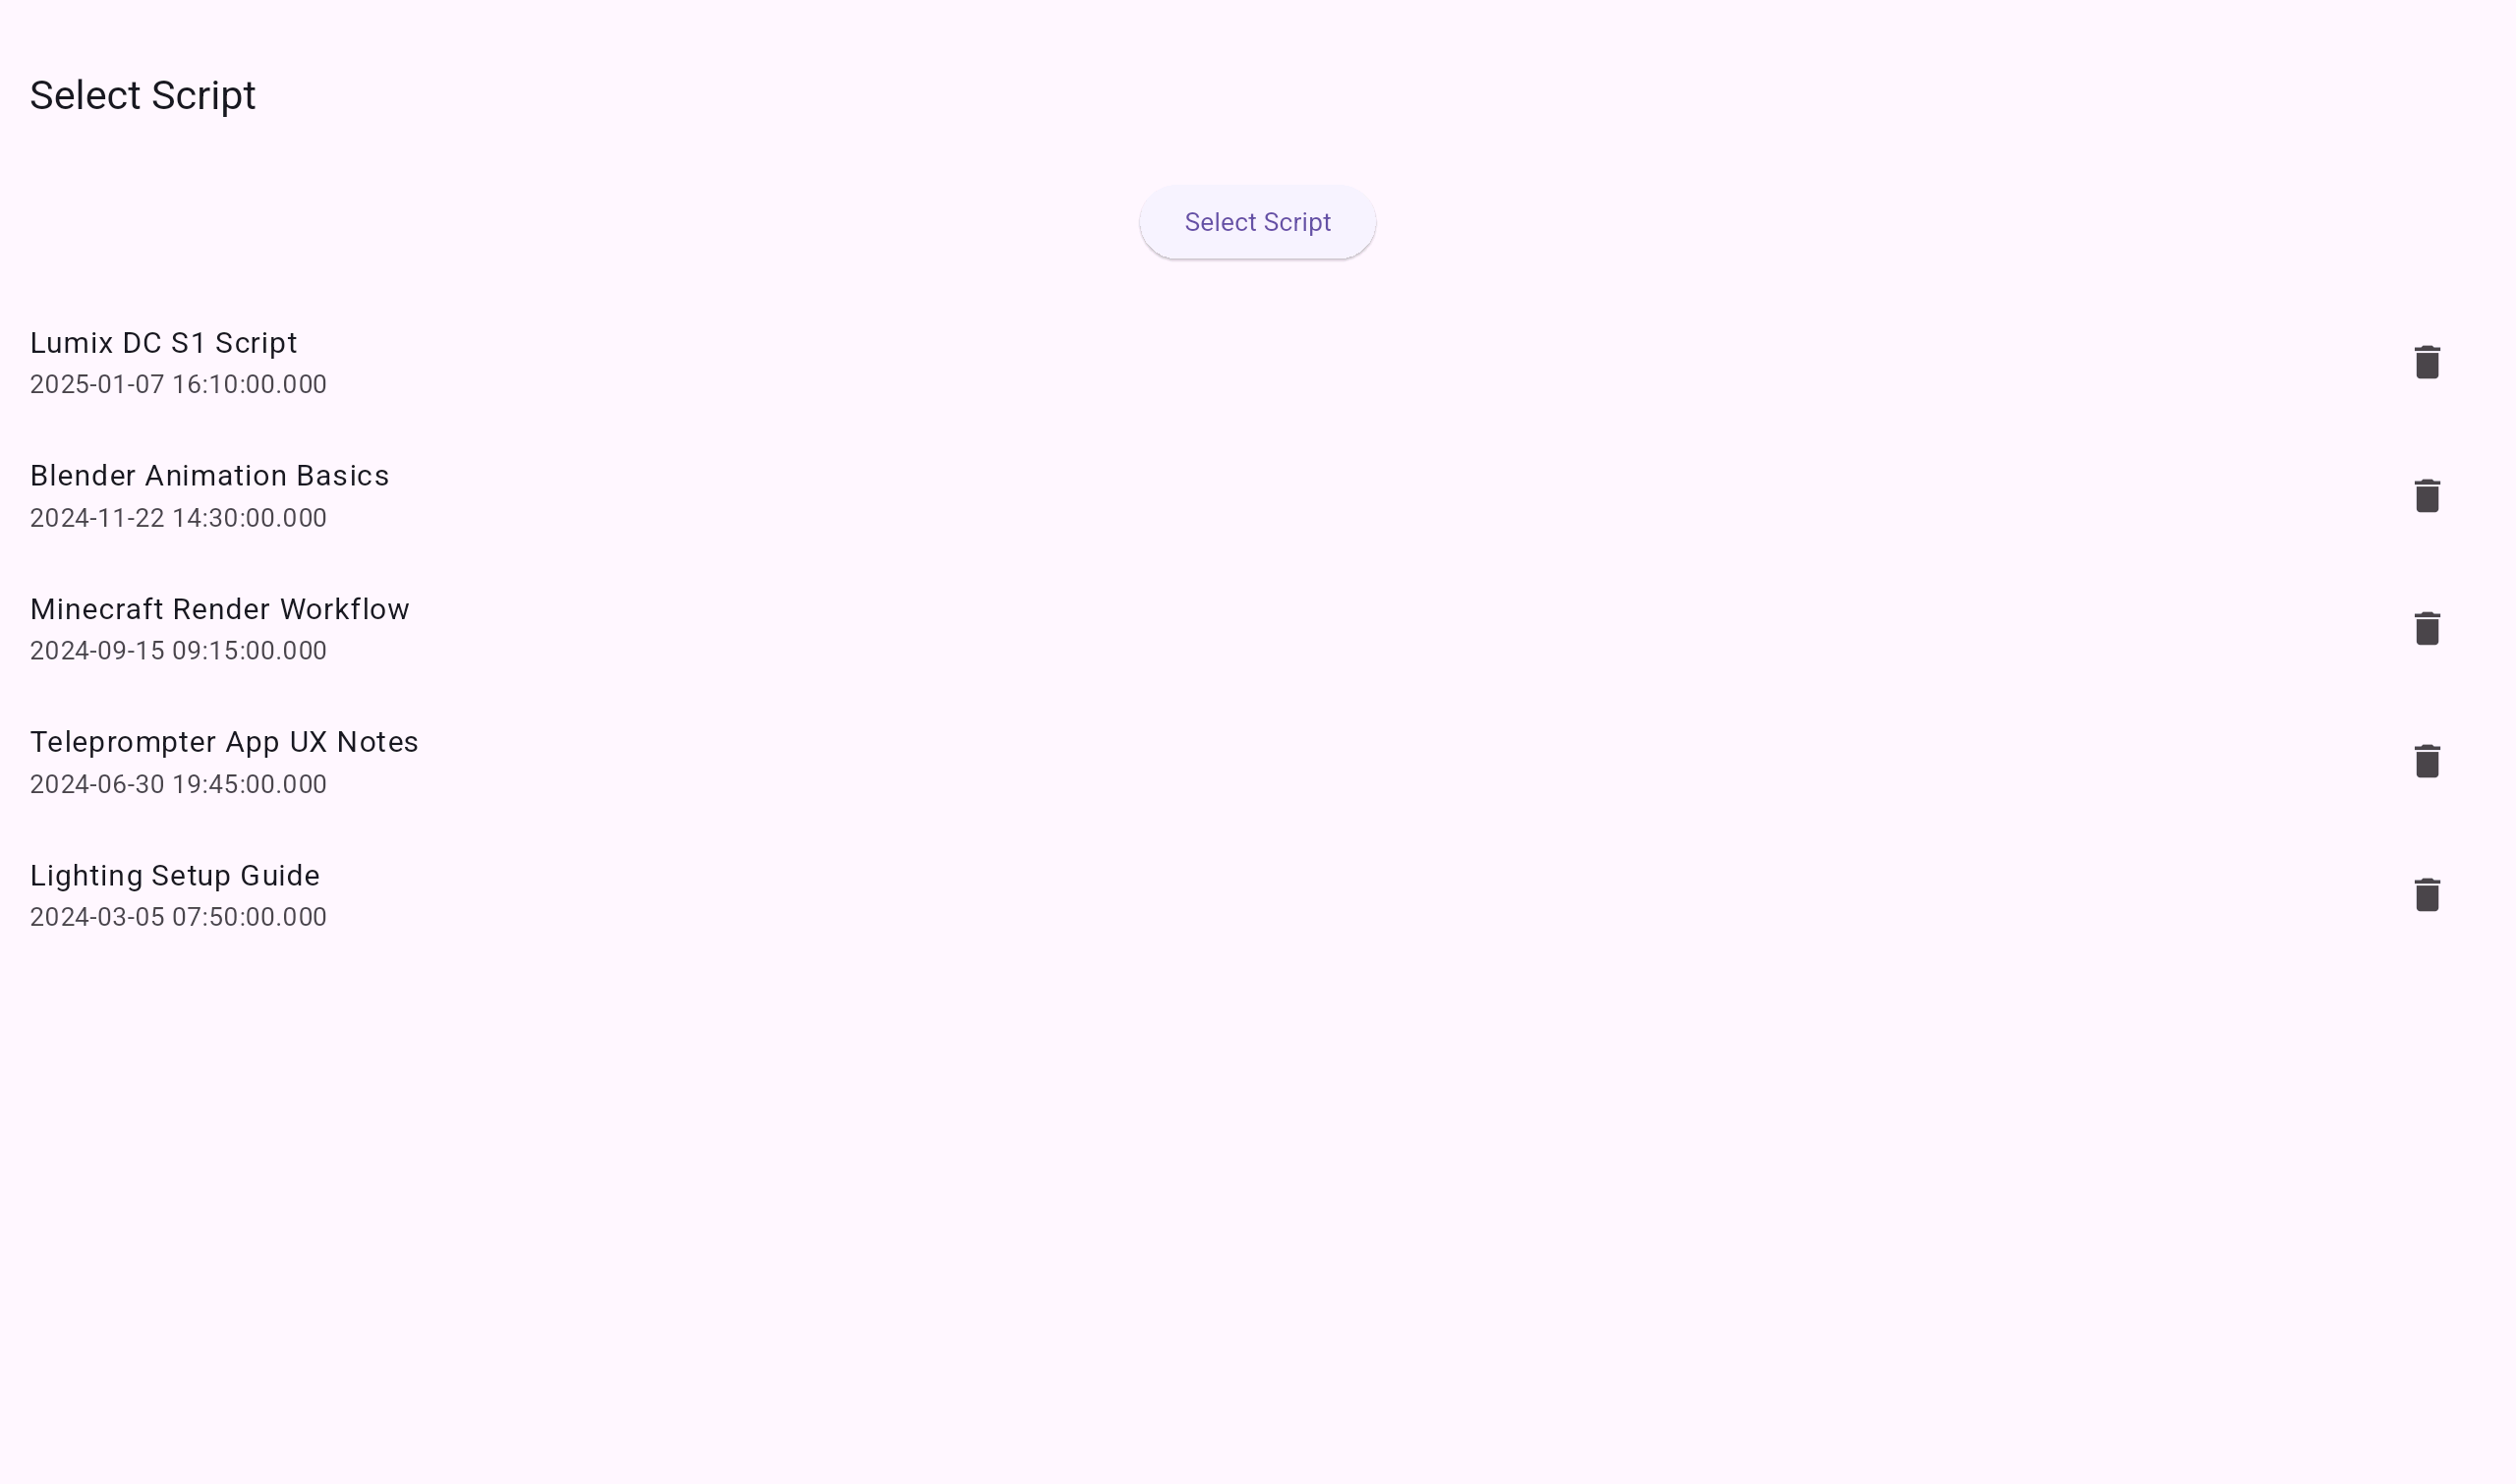 Select Script
Select Script
Lumix DC S1 Script
2025-01-07 16:10:00.000
Blender Animation Basics
2024-11-22 14:30:00.000
Minecraft Render Workflow
2024-09-15 09:15:00.000
Teleprompter App UX Notes
2024-06-30 19:45:00.000
Lighting Setup Guide
2024-03-05 07:50:00.000